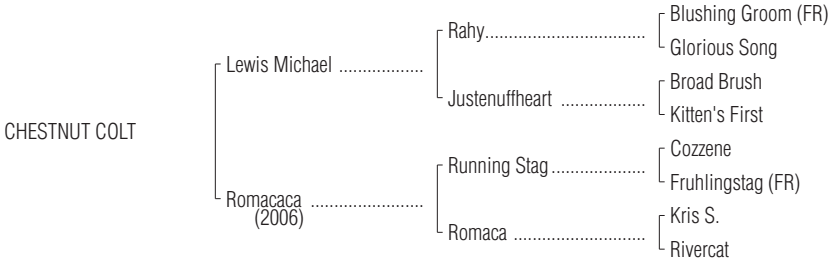 Blushing Groom (FR)
Rahy..................................
Glorious Song
Lewis Michael ..................
Broad Brush
Justenuffheart ..................
Kitten's First
CHESTNUT COLT
Cozzene
Running Stag....................
Fruhlingstag (FR)
Romacaca ........................
(2006)
Kris S.
Romaca ............................
Rivercat